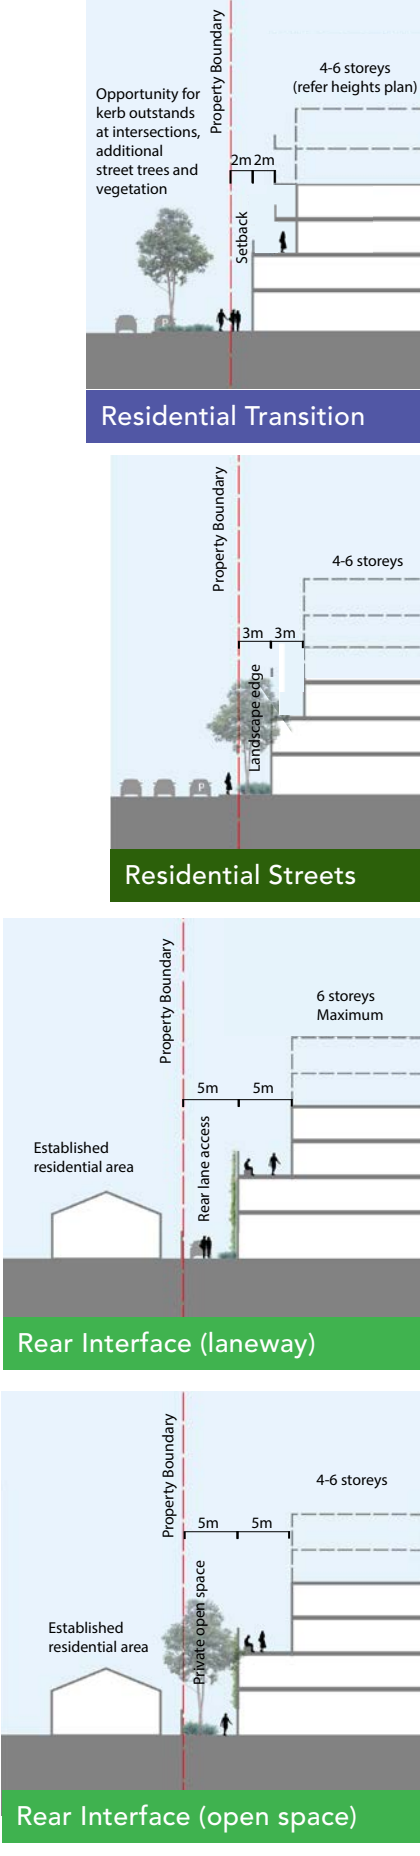 Property Boundary
4-6 storeys
(refer heights plan)
Opportunity for
kerb outstands
at intersections,
additional
street trees and
vegetation
2m 2m
Setback
P
Residential Transition
Property Boundary
4-6 storeys
3m 3m
Landscape edge
P
Residential Streets
Property Boundary
6 storeys
Maximum
5m 5m
Rear lane access
Established
residential area
Rear Interface (laneway)
Property Boundary
4-6 storeys
5m 5m
Private open space
Established
residential area
Rear Interface (open space)